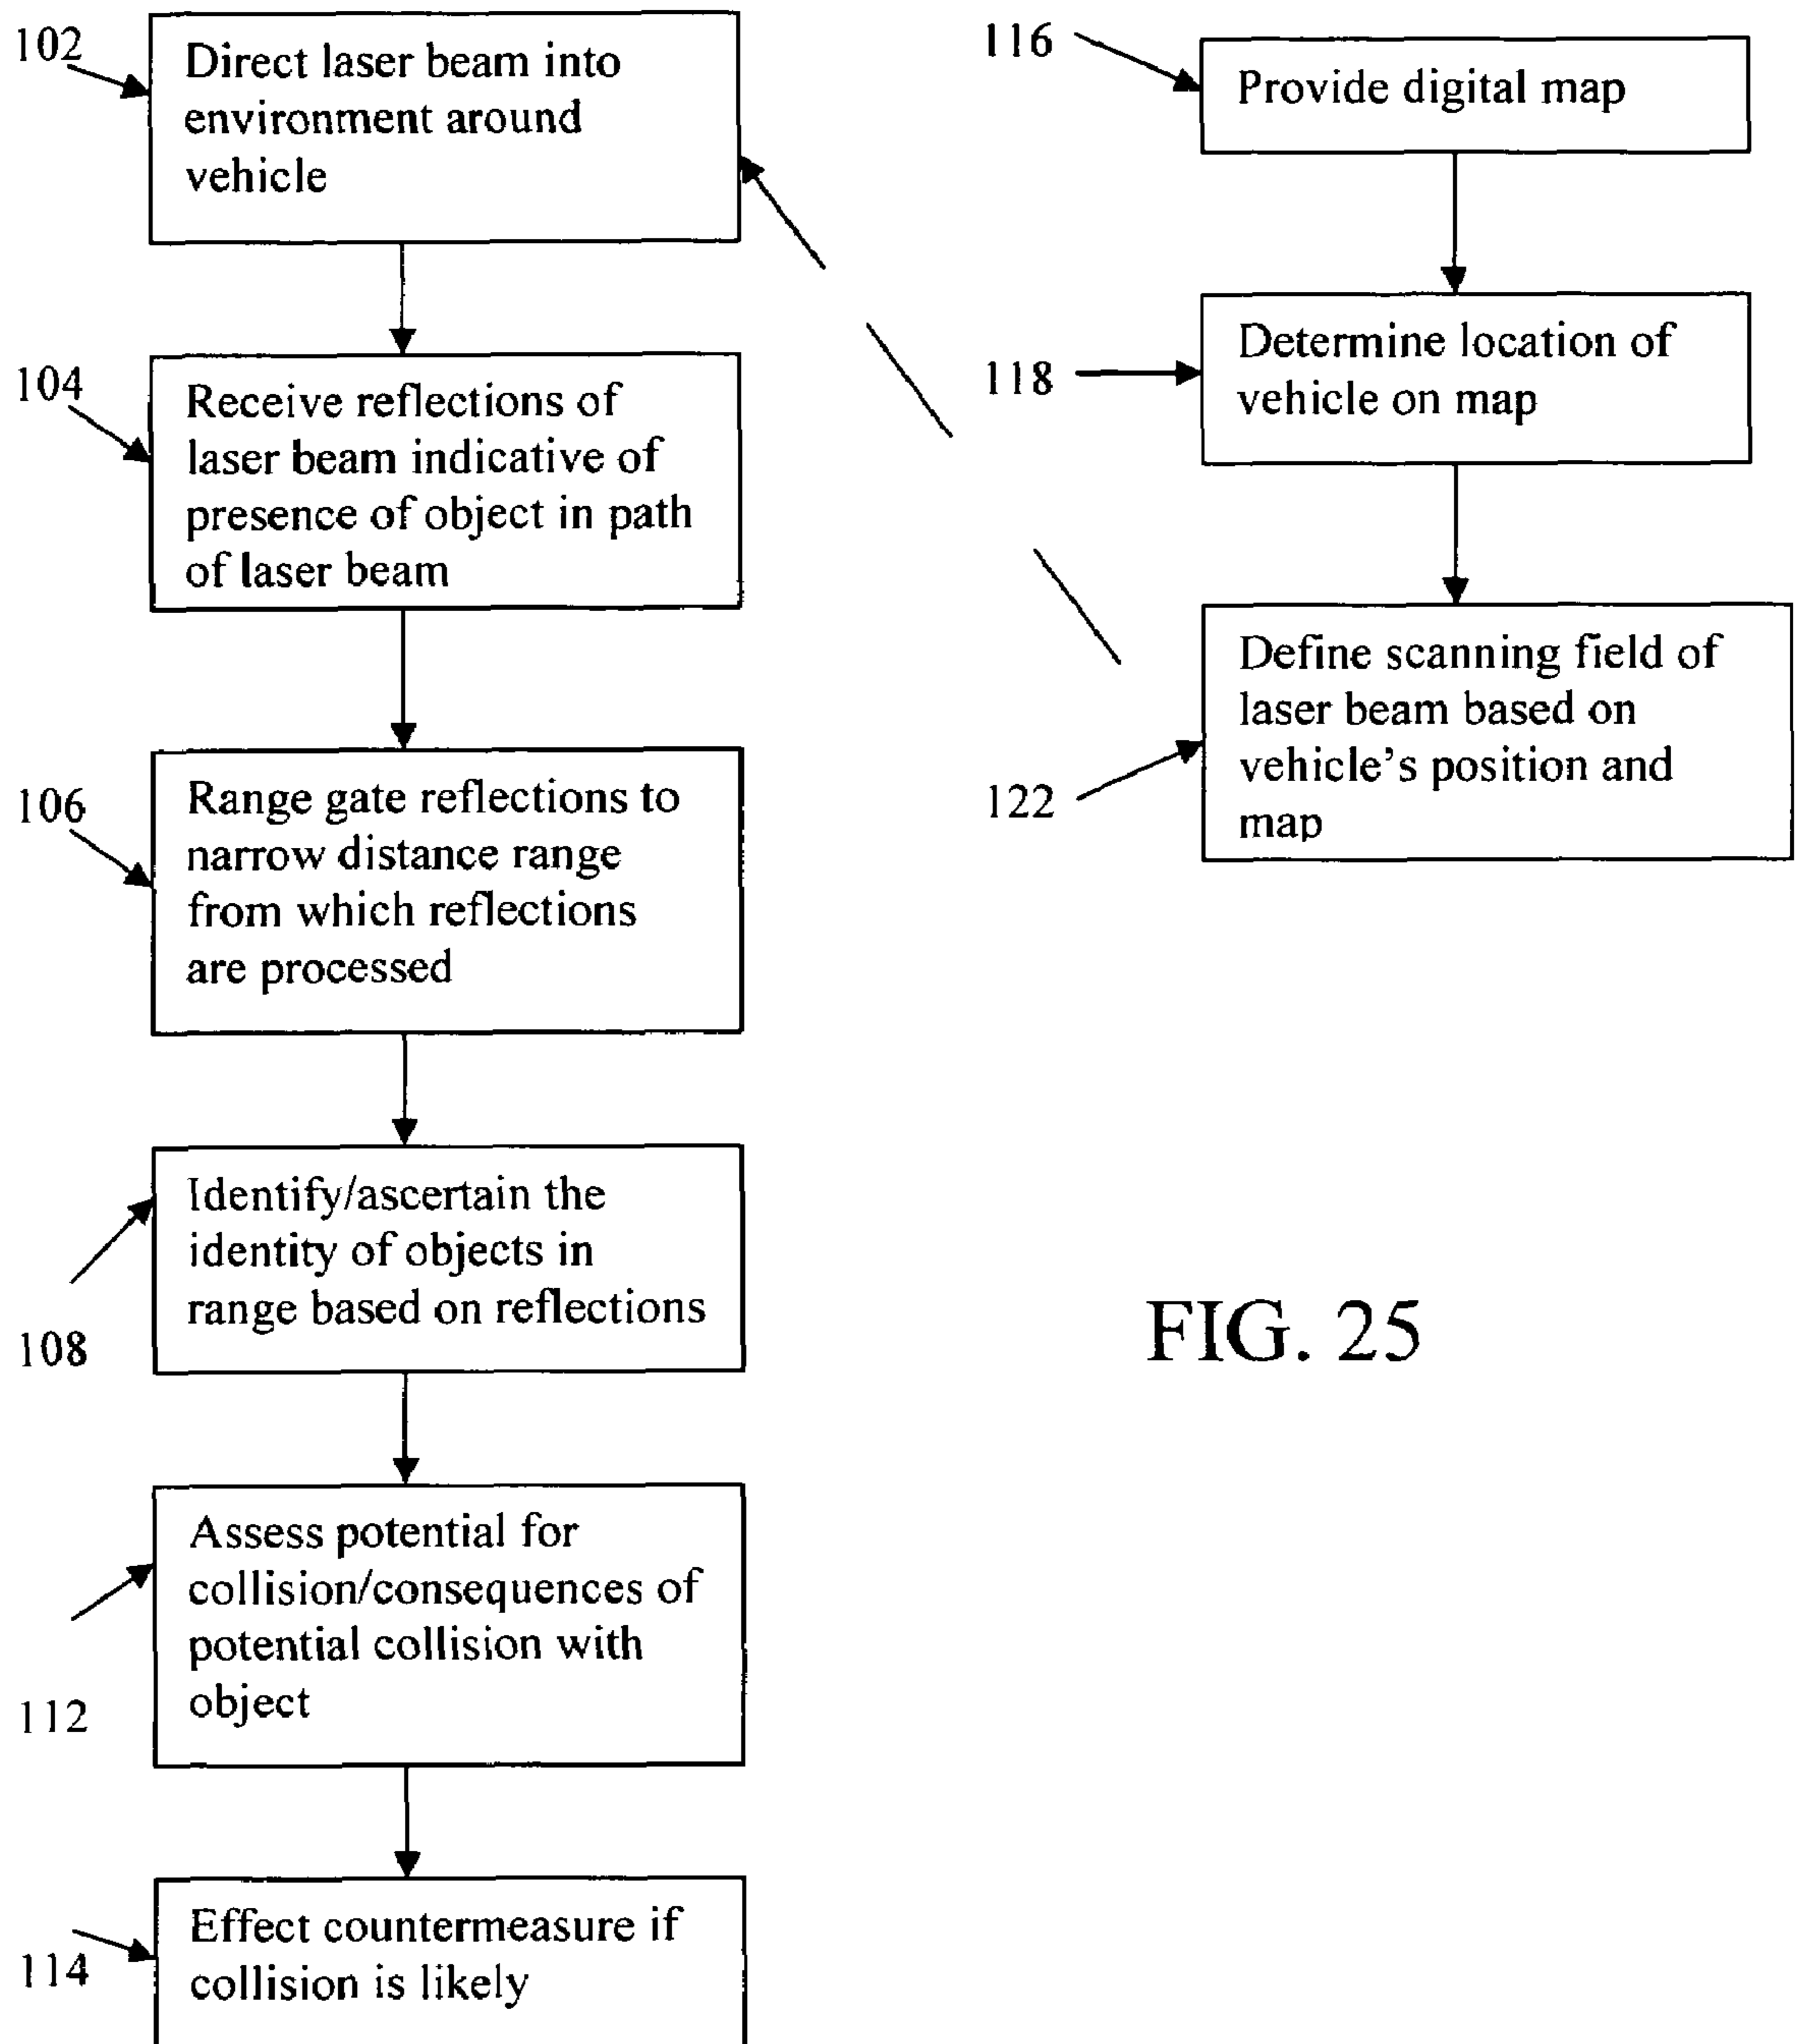 102
Direct laser beam into
environment around
vehicle
104
Receive reflections of
laser beam indicative of
presence of object in path
of laser beam
106
Range gate reflections to
narrow distance range
from which reflections
are processed
108
Identify/ascertain the
identity of objects in
range based on reflections
112
Assess potential for
collision/consequences of
potential collision with
object
114
Effect countermeasure if
collision is likely
116
Provide digital map
118
Determine location of
vehicle on map
122
Define scanning field of
laser beam based on
vehicle's position and
map
FIG. 25